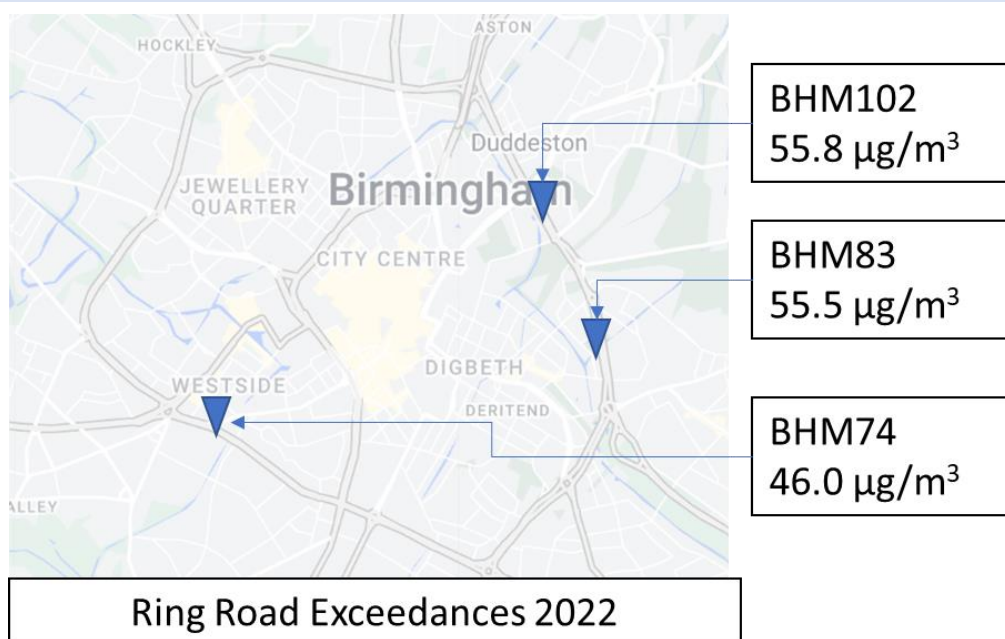 HOCKLEY
ASTON
Duddeston
JEWELLERY
QUARTER
Birmingham
CITY CENTRE
DIGBETH
WESTSIDE
DERITEND
ALLEY
BHM102
55.8 µg/m³
BHM83
55.5 µg/m³
BHM74
46.0 µg/m³
Ring Road Exceedances 2022